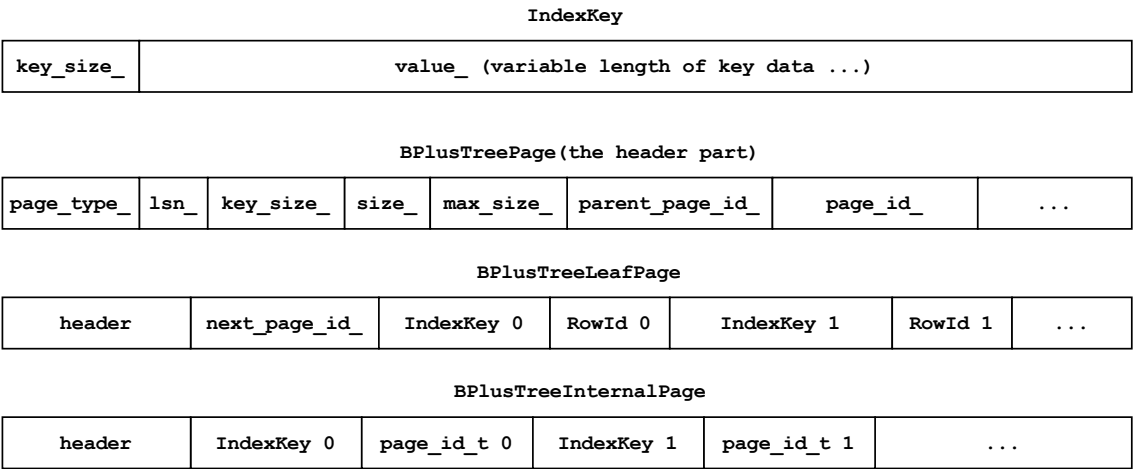 IndexKey
key_size_ value_ (variable length of key data ...)
BPlusTreePage(the header part)
page_type_ lsn_ key_size_ size_ max_size_ parent_page_id_ page_id_ ...
BPlusTreeLeafPage
header next_page_id_ IndexKey 0 RowId 0 IndexKey 1 RowId 1 ...
BPlusTreeInternalPage
header IndexKey 0 page_id_t 0 IndexKey 1 page_id_t 1 ...